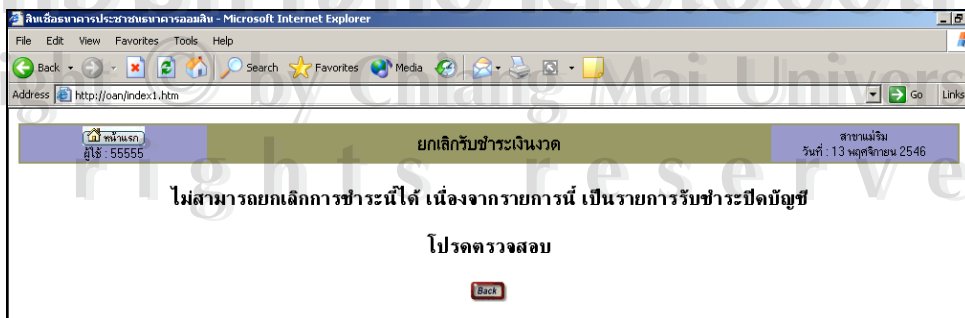 สินเชื่อธนาคารประชาชนธนาคารออมสิน - Microsoft Internet Explorer
File Edit View Favorites Tools Help
Back Search Favorites Media
Address http://oan/index1.htm Go Links
หน้าแรก
ผู้ใช้ : 55555
ยกเลิกรับชำระเงินงวด
สาขาแม่ริม
วันที่ : 13 พฤศจิกายน 2546
ไม่สามารถยกเลิกการชำระนี้ได้ เนื่องจากรายการนี้ เป็นรายการรับชำระปิดบัญชี
โปรดตรวจสอบ
Back
by Chiang Mai Univers
rights reserve